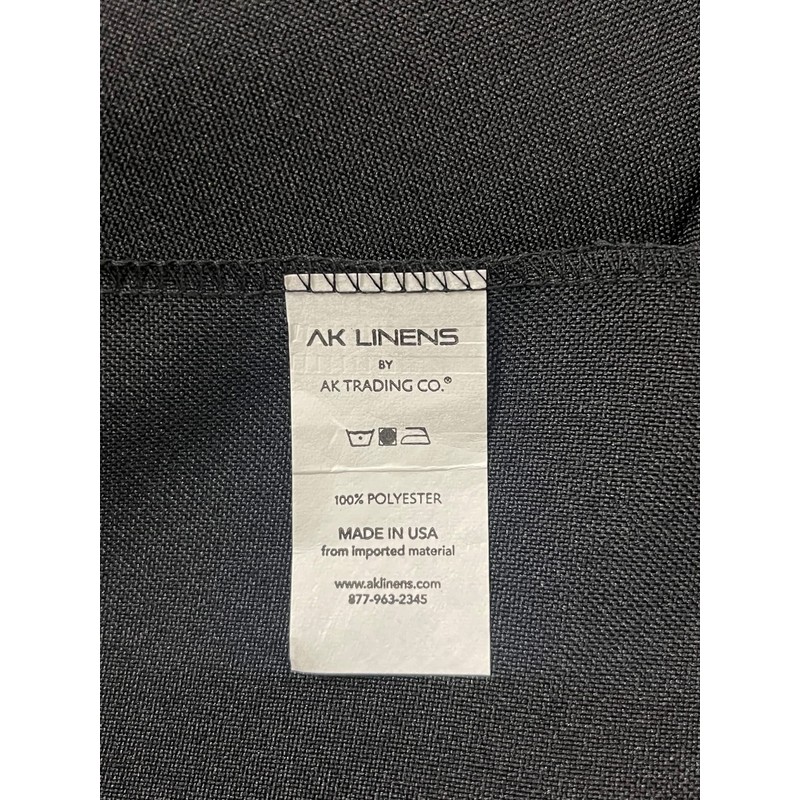 AK LINENS
BY
AK TRADING CO.®
100% POLYESTER
MADE IN USA
from imported material
www.aklinens.com
877-963-2345